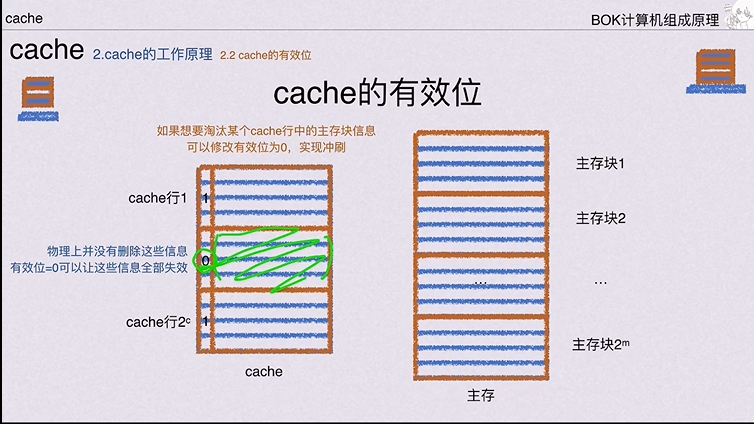 cache
BOK计算机组成原理
cache 2.cache的工作原理 2.2 cache的有效位
cache的有效位
如果想要淘汰某个cache行中的主存块信息
可以修改有效位为0，实现冲刷
cache行1
1
物理上并没有删除这些信息
有效位=0可以让这些信息全部失效
0
cache行2ᶜ
1
cache
主存块1
主存块2
… …
主存块2ᵐ
主存